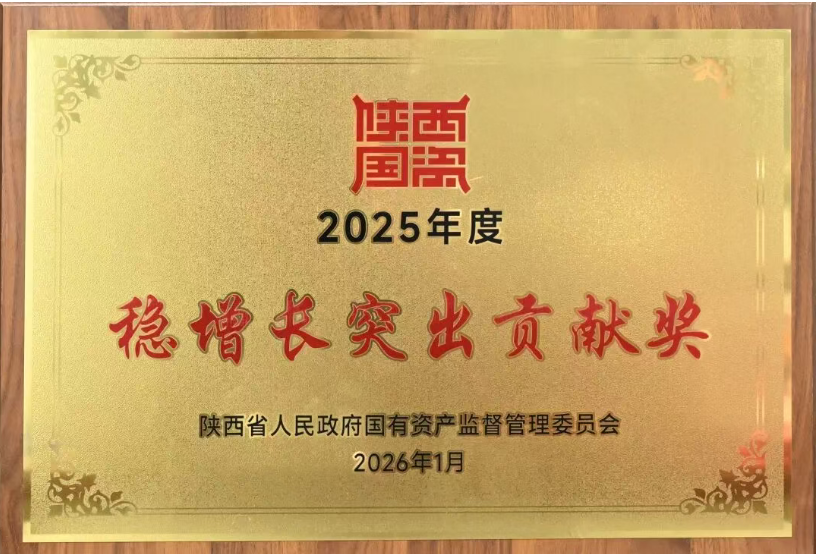 陕西
国资
2025年度
稳增长突出贡献奖
陕西省人民政府国有资产监督管理委员会
2026年1月